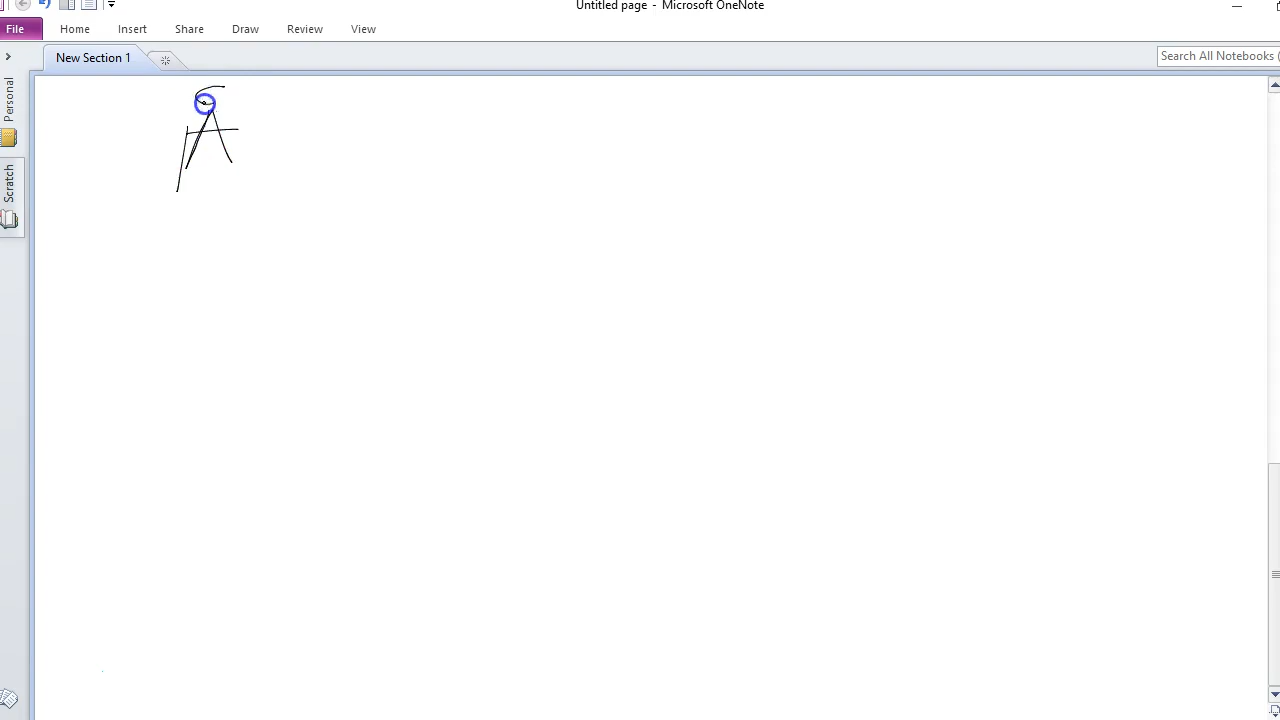 Untitled page - Microsoft OneNote
File Home Insert Share Draw Review View
New Section 1
Search All Notebooks (
Personal
Scratch